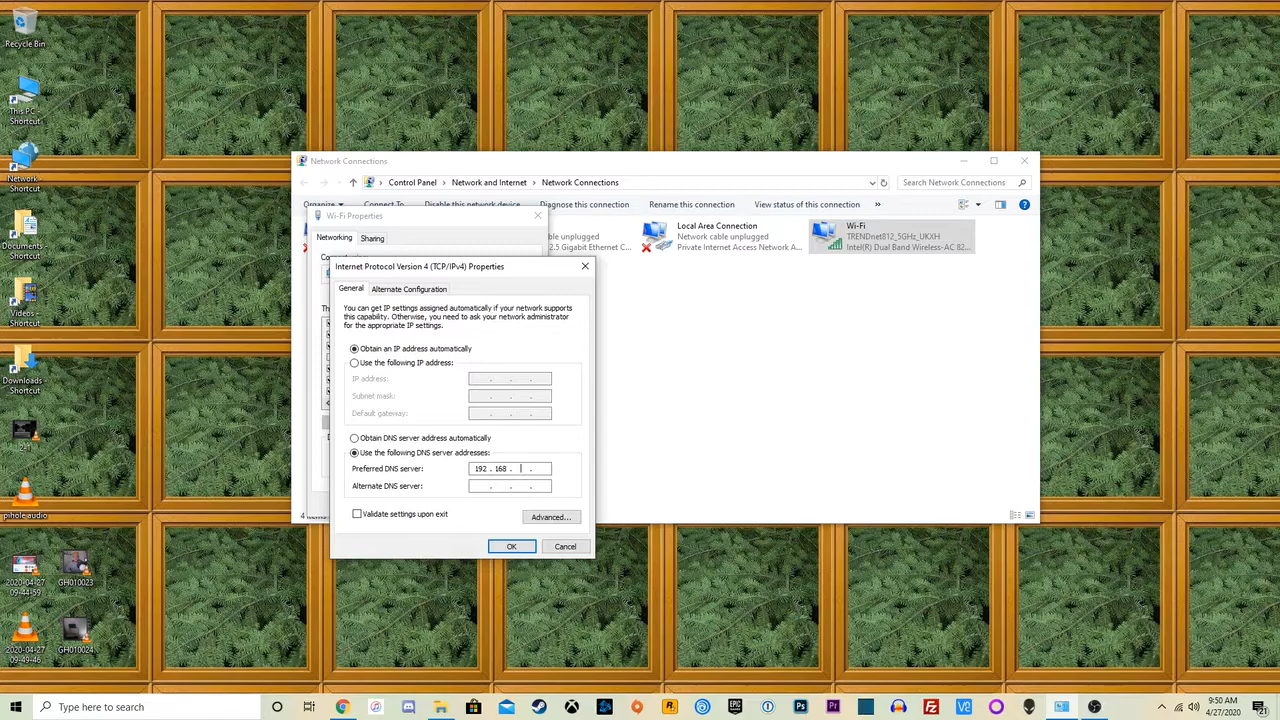 Recycle Bin
This PC -
Shortcut
Network -
Shortcut
Documents -
Shortcut
Videos -
Shortcut
Downloads -
Shortcut
pihole audio
2020-04-27
09-44-59
GH010023
2020-04-27
09-49-46
GH010024
Network Connections
Control Panel
Network and Internet
Network Connections
Search Network Connections
Organize
Connect To
Disable this network device
Diagnose this connection
Rename this connection
View status of this connection
»
Wi-Fi Properties
Networking
Sharing
able unplugged
2.5 Gigabit Ethernet C...
Local Area Connection
Network cable unplugged
Private Internet Access Network A...
Wi-Fi
TRENDnet812_5GHz_UKXH
Intel(R) Dual Band Wireless-AC 82...
Internet Protocol Version 4 (TCP/IPv4) Properties
General
Alternate Configuration
You can get IP settings assigned automatically if your network supports
this capability. Otherwise, you need to ask your network administrator
for the appropriate IP settings.
Obtain an IP address automatically
Use the following IP address:
IP address:
. . .
Subnet mask:
. . .
Default gateway:
. . .
Obtain DNS server address automatically
Use the following DNS server addresses:
Preferred DNS server:
192 . 168 . .
Alternate DNS server:
. . .
Validate settings upon exit
Advanced...
OK
Cancel
Type here to search
9:50 AM
4/27/2020